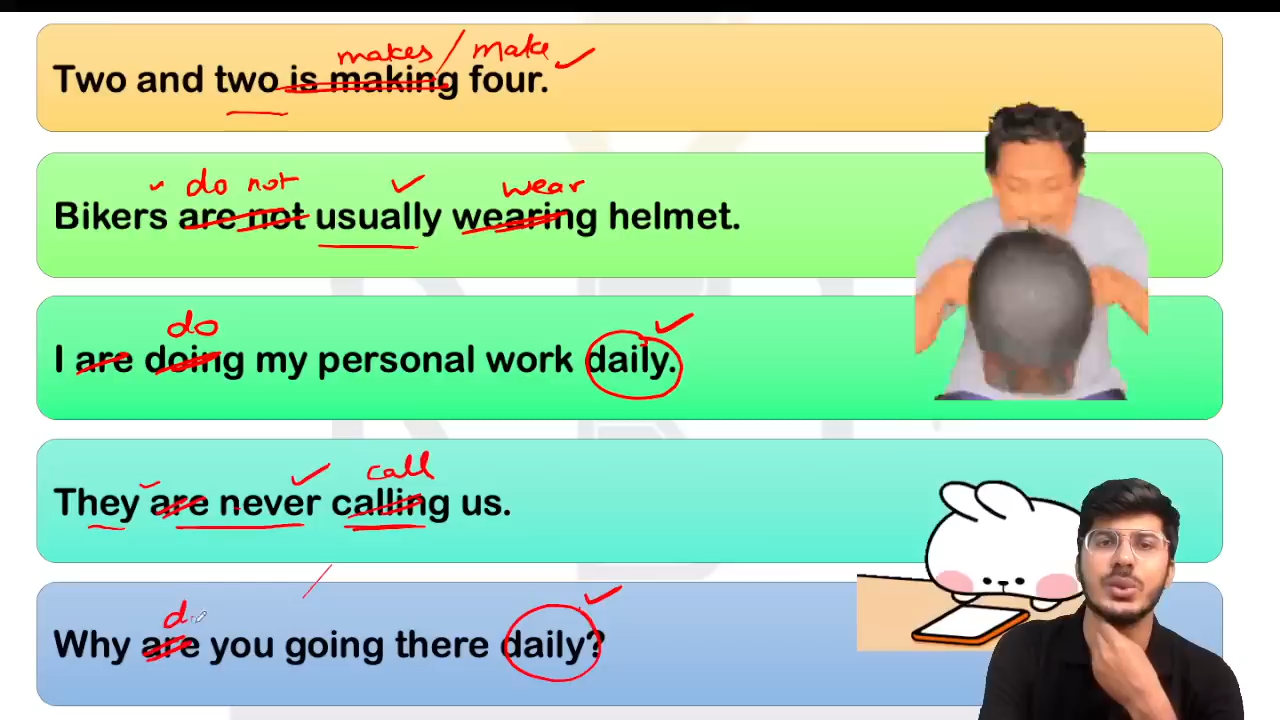 makes / make
Two and two is making four.
do not wear
Bikers are not usually wearing helmet.
do
I are doing my personal work daily.
call
They are never calling us.
d
Why are you going there daily?